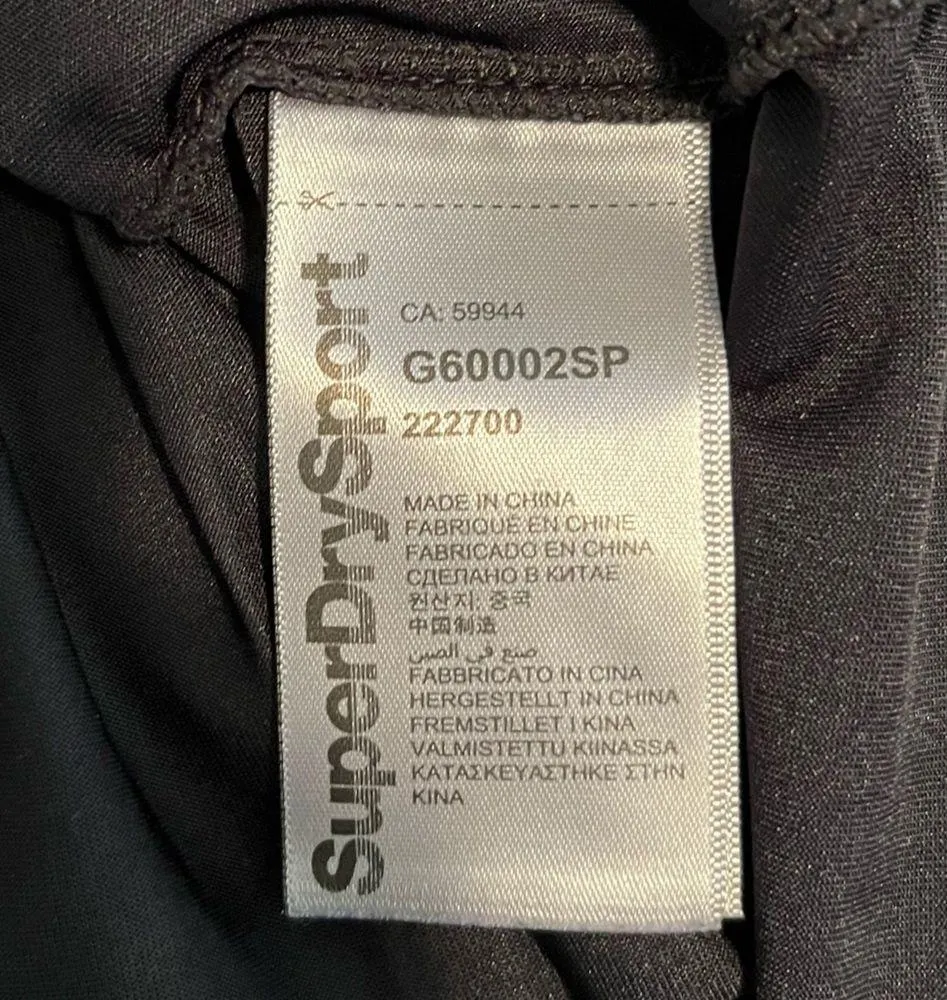 SuperDrySport
CA: 59944
G60002SP
222700
MADE IN CHINA
FABRIQUÉ EN CHINE
FABRICADO EN CHINA
СДЕЛАНО В КИТАЕ
원산지: 중국
中国制造
صنع في الصين
FABBRICATO IN CINA
HERGESTELLT IN CHINA
FREMSTILLET I KINA
VALMISTETTU KIINASSA
ΚΑΤΑΣΚΕΥΑΣΤΗΚΕ ΣΤΗΝ
ΚΙΝΑ